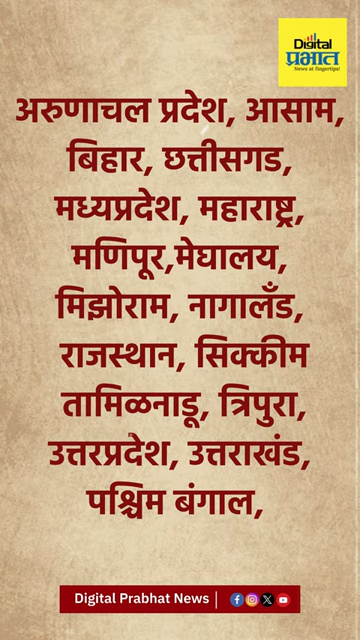 Digital
प्रभात
News at fingertips!
अरुणाचल प्रदेश, आसाम,
बिहार, छत्तीसगड,
मध्यप्रदेश, महाराष्ट्र,
मणिपूर,मेघालय,
मिझोराम, नागालँड,
राजस्थान, सिक्कीम
तामिळनाडू, त्रिपुरा,
उत्तरप्रदेश, उत्तराखंड,
पश्चिम बंगाल,
Digital Prabhat News |